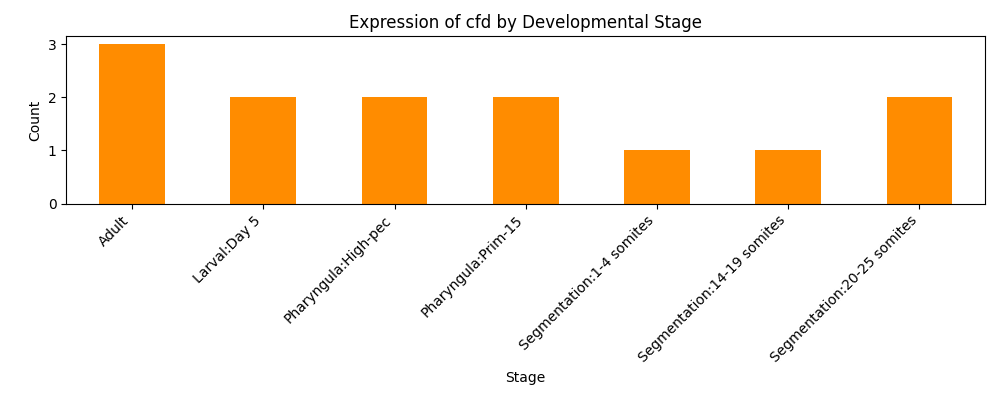 Expression of cfd by Developmental Stage
Count
3
2
1
0
Adult
Larval:Day 5
Pharyngula:High-pec
Pharyngula:Prim-15
Segmentation:1-4 somites
Segmentation:14-19 somites
Segmentation:20-25 somites
Stage